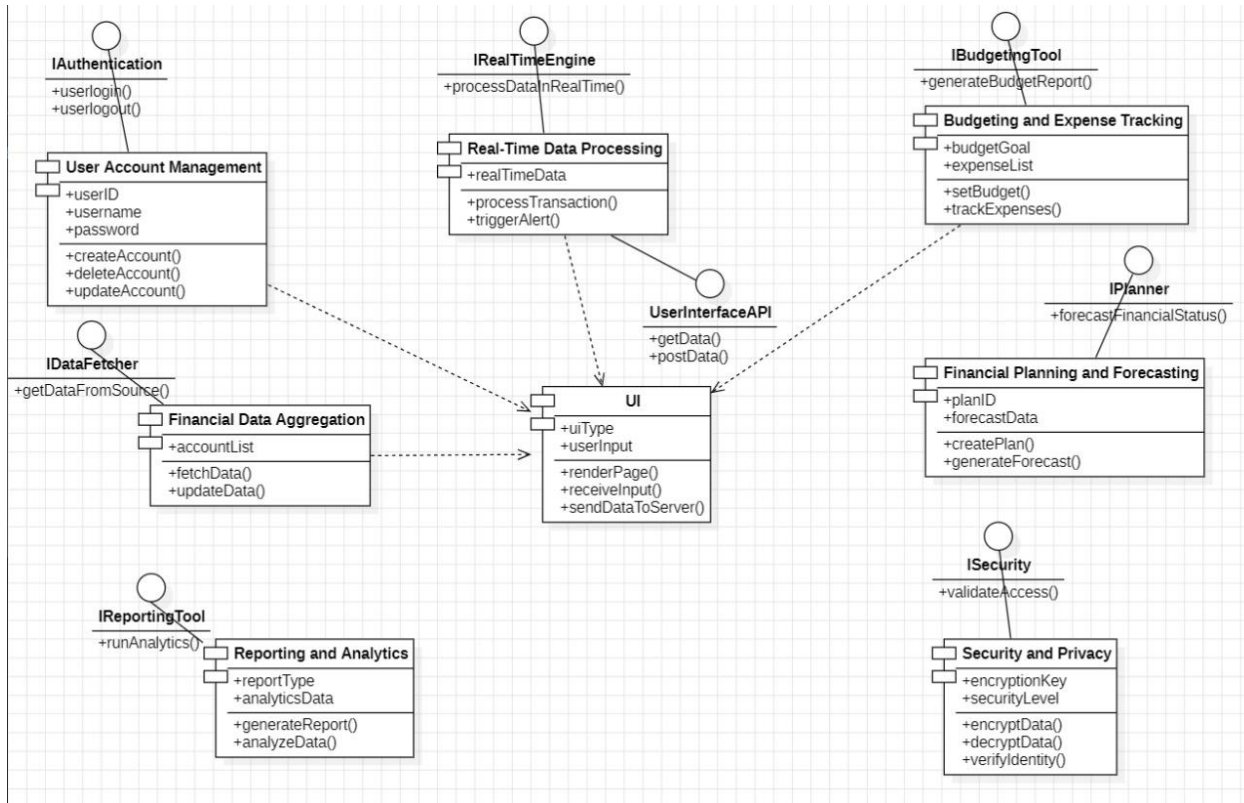 IAuthentication
+userlogin()
+userlogout()
User Account Management
+userID
+username
+password
+createAccount()
+deleteAccount()
+updateAccount()
IRealTimeEngine
+processDataInRealTime()
Real-Time Data Processing
+realTimeData
+processTransaction()
+triggerAlert()
UserInterfaceAPI
+getData()
+postData()
IBudgetingTool
+generateBudgetReport()
Budgeting and Expense Tracking
+budgetGoal
+expenseList
+setBudget()
+trackExpenses()
IPlanner
+forecastFinancialStatus()
Financial Planning and Forecasting
+planID
+forecastData
+createPlan()
+generateForecast()
IDataFetcher
+getDataFromSource()
Financial Data Aggregation
+accountList
+fetchData()
+updateData()
UI
+uiType
+userInput
+renderPage()
+receiveInput()
+sendDataToServer()
IReportingTool
+runAnalytics()
Reporting and Analytics
+reportType
+analyticsData
+generateReport()
+analyzeData()
ISecurity
+validateAccess()
Security and Privacy
+encryptionKey
+securityLevel
+encryptData()
+decryptData()
+verifyIdentity()